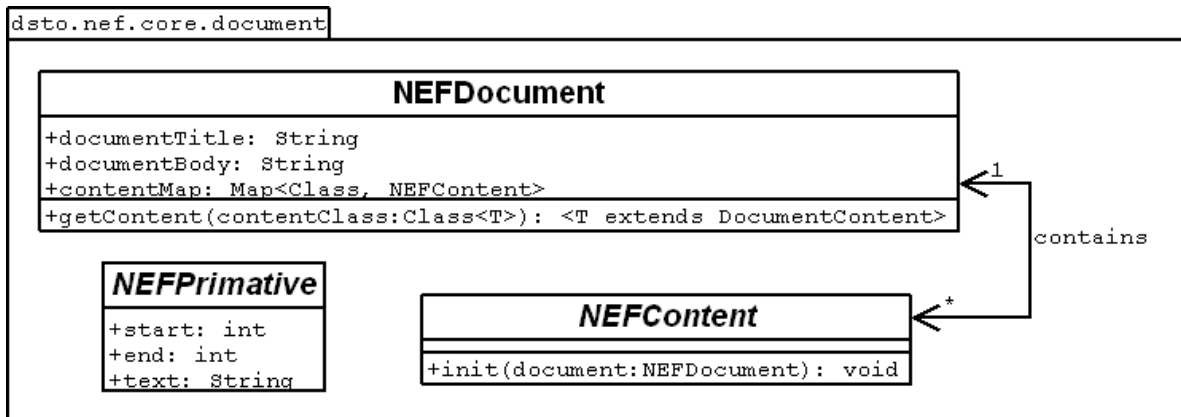 dsto.nef.core.document
NEFDocument
+documentTitle: String
+documentBody: String
+contentMap: Map<Class, NEFContent>
+getContent(contentClass:Class<T>): <T extends DocumentContent>
1
contains
*
NEFPrimative
+start: int
+end: int
+text: String
NEFContent
+init(document:NEFDocument): void